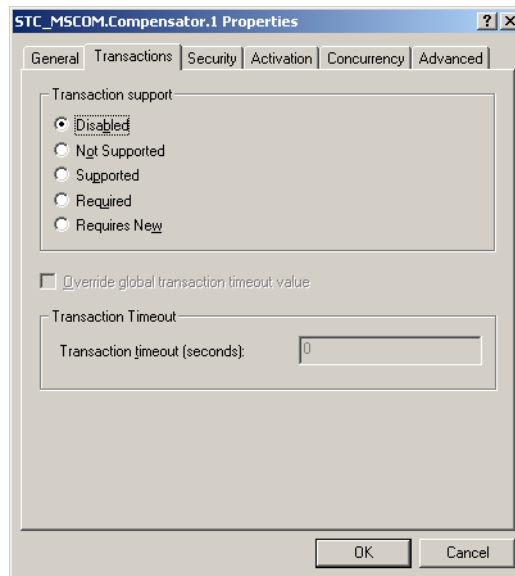 STC_MSCOM.Compensator.1 Properties
General Transactions Security Activation Concurrency Advanced
Transaction support
Disabled
Not Supported
Supported
Required
Requires New
Override global transaction timeout value
Transaction Timeout
Transaction timeout (seconds): 0
OK Cancel